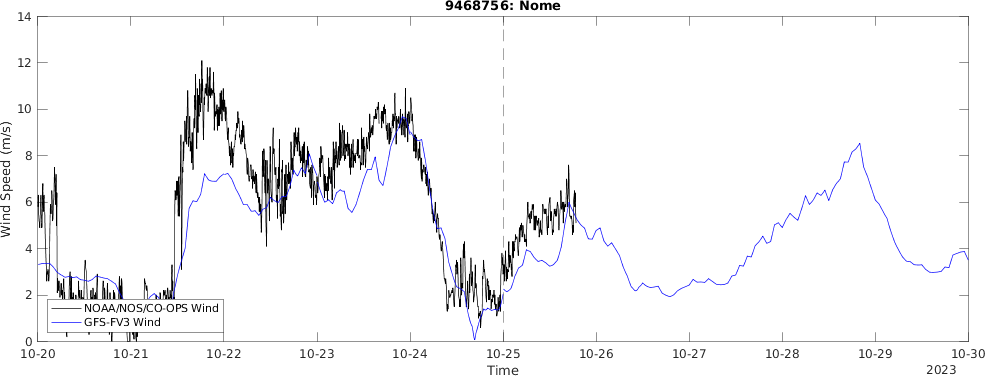 9468756: Nome
14
12
10
8
6
4
2
0
Wind Speed (m/s)
NOAA/NOS/CO-OPS Wind
GFS-FV3 Wind
10-20 10-21 10-22 10-23 10-24 10-25 10-26 10-27 10-28 10-29 10-30
Time
2023